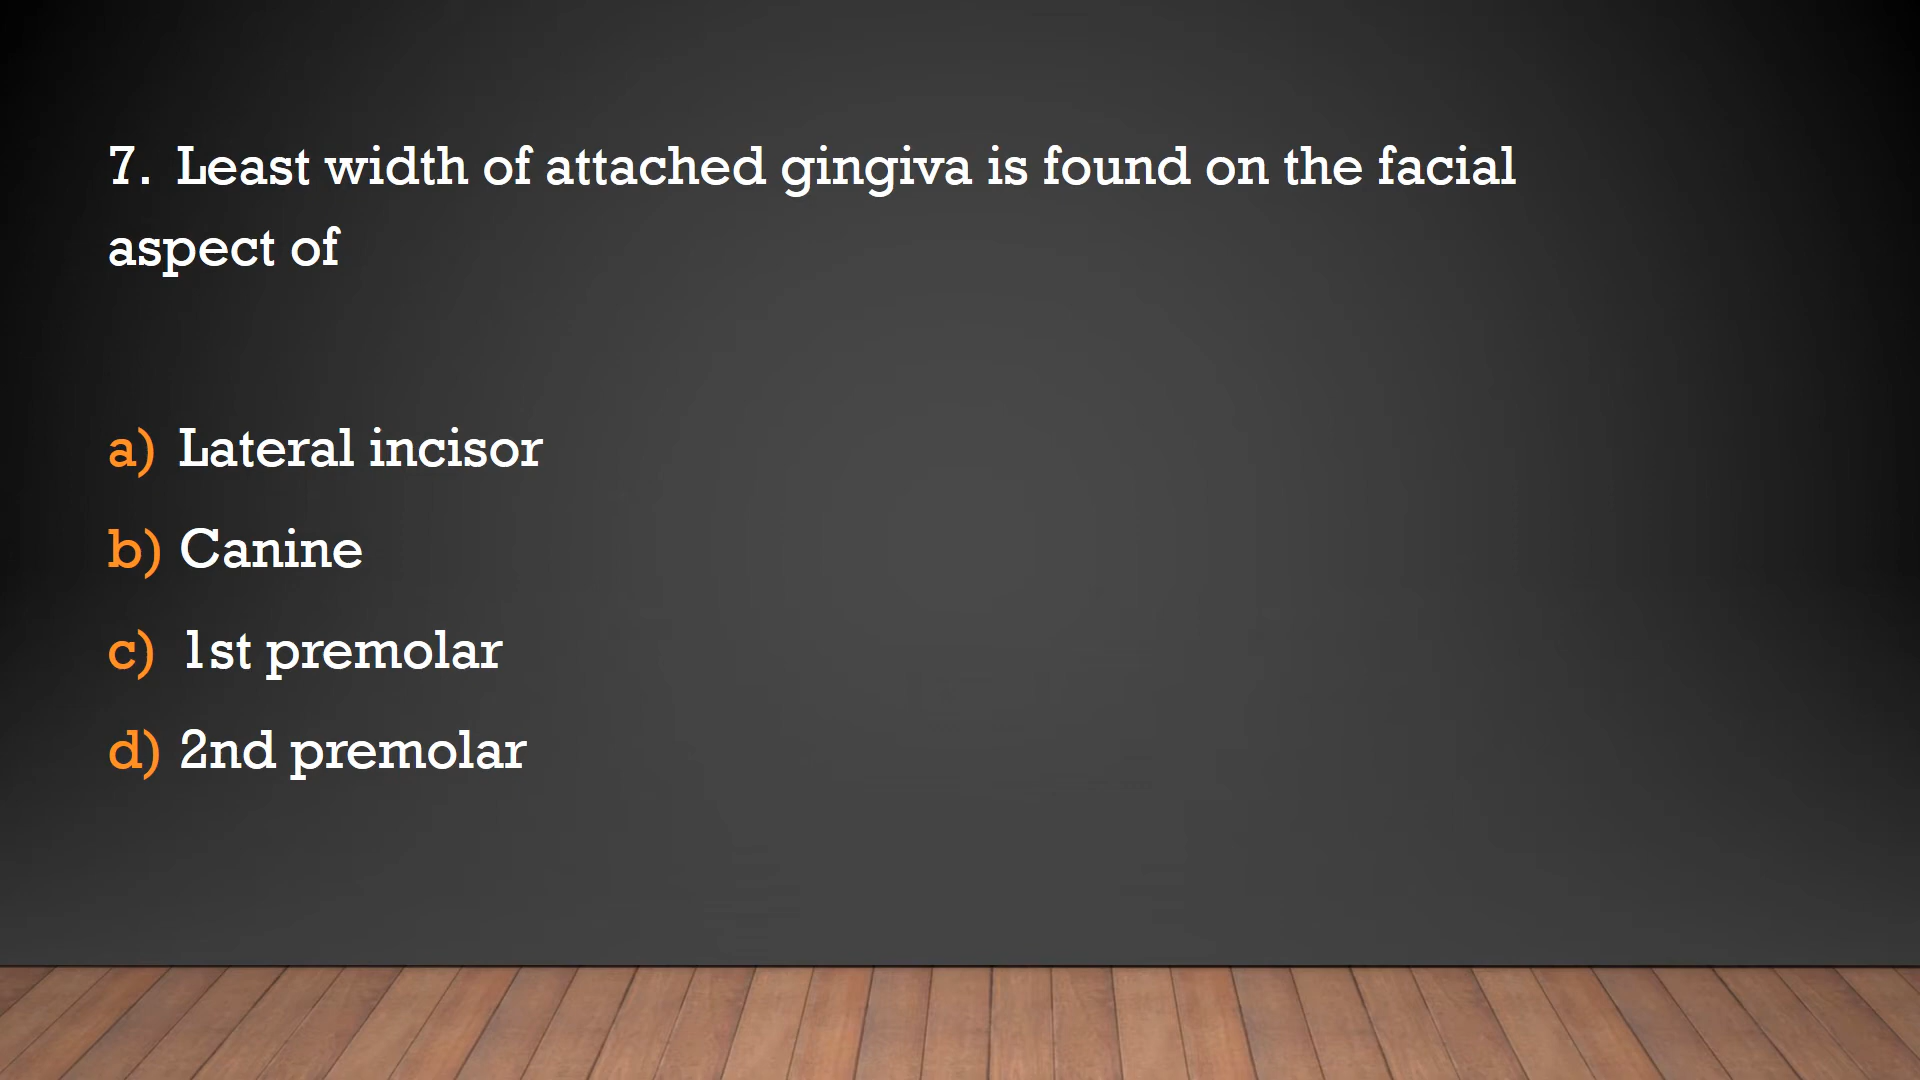 7. Least width of attached gingiva is found on the facial
aspect of
a) Lateral incisor
b) Canine
c) 1st premolar
d) 2nd premolar